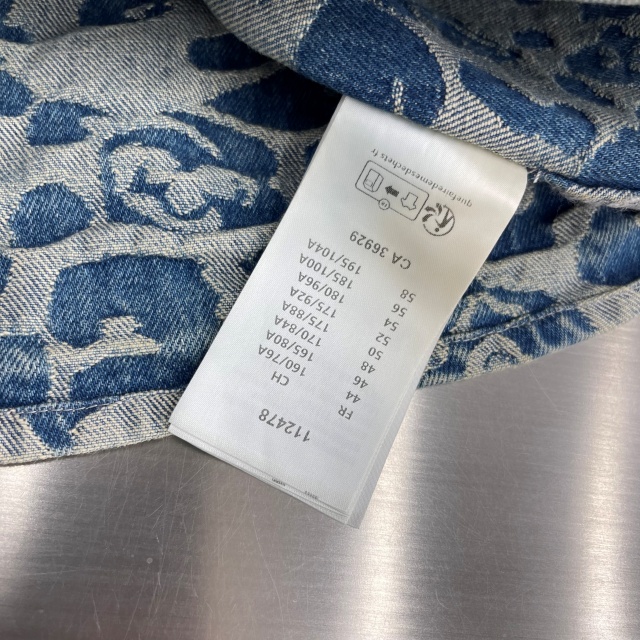 112478
FR CH
44 160/76A
46 165/80A
48 170/84A
50 175/88A
52 175/92A
54 180/96A
56 185/100A
58 195/104A
CA 36929
quefairedemesdechets.fr